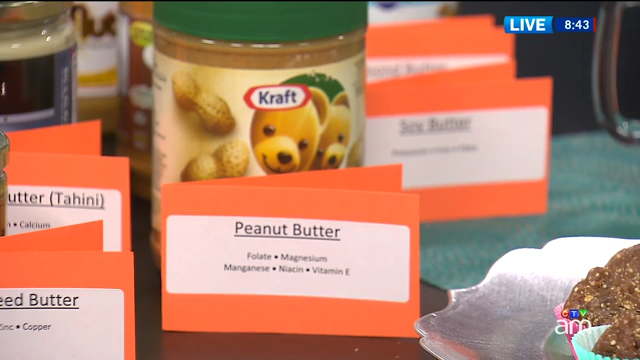 LIVE 8:43
Kraft
Soy Butter
utter (Tahini)
• Calcium
Peanut Butter
Folate • Magnesium
Manganese • Niacin • Vitamin E
eed Butter
Zinc • Copper
CTV
am